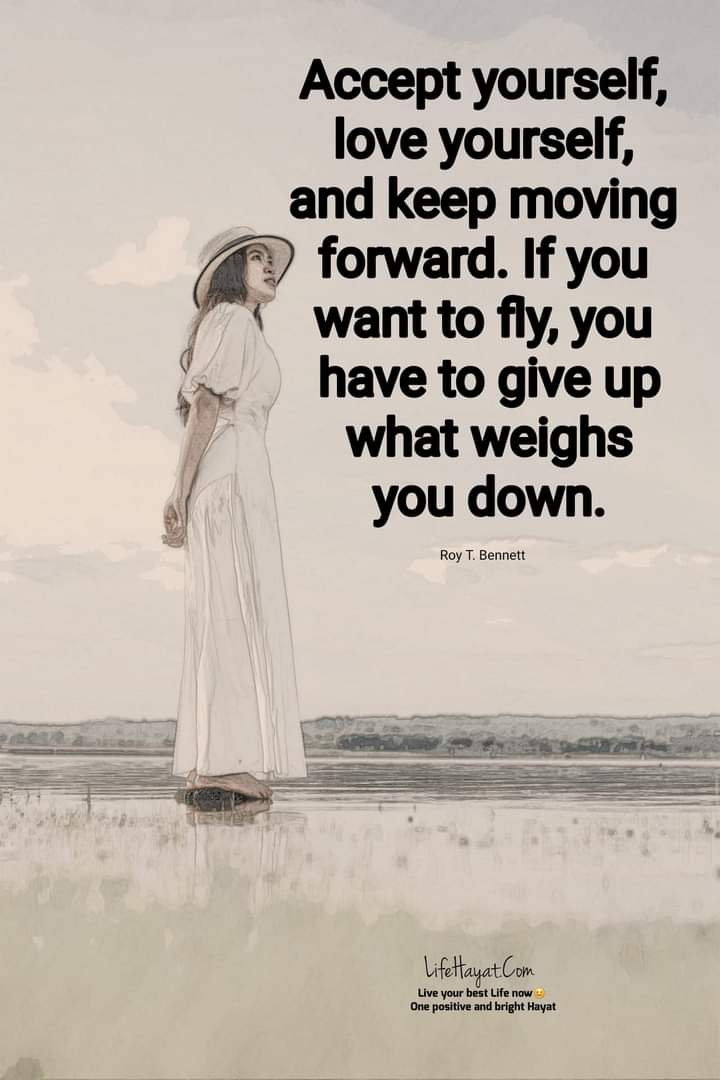 Accept yourself,
love yourself,
and keep moving
forward. If you
want to fly, you
have to give up
what weighs
you down.
Roy T. Bennett
LifeHayat.Com
Live your best Life now😊
One positive and bright Hayat